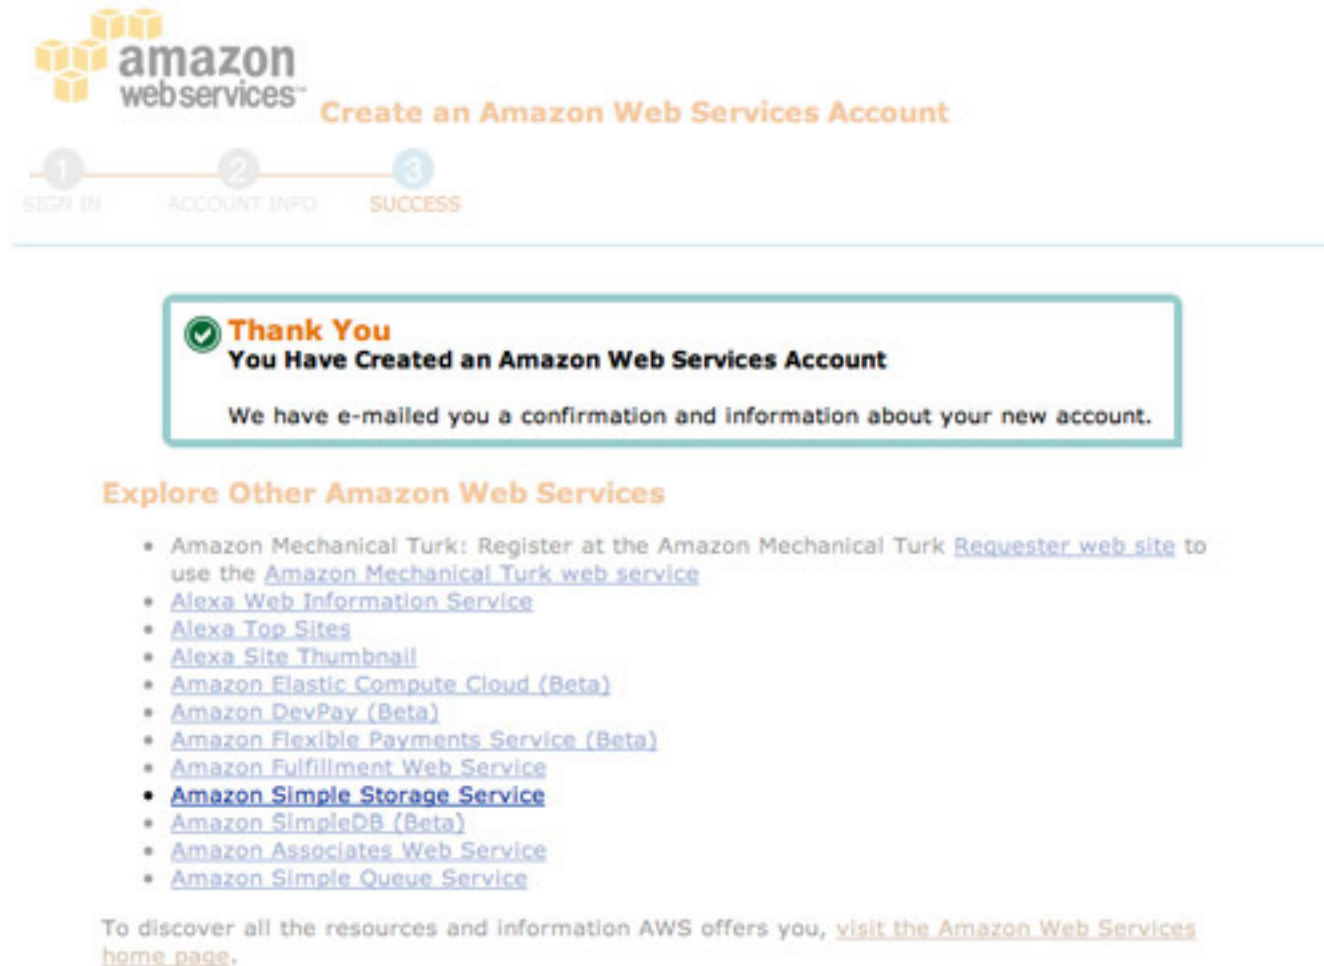 amazon
webservices™
Create an Amazon Web Services Account
1 2 3
SIGN IN ACCOUNT INFO SUCCESS
Thank You
You Have Created an Amazon Web Services Account
We have e-mailed you a confirmation and information about your new account.
Explore Other Amazon Web Services
• Amazon Mechanical Turk: Register at the Amazon Mechanical Turk Requester web site to
use the Amazon Mechanical Turk web service
• Alexa Web Information Service
• Alexa Top Sites
• Alexa Site Thumbnail
• Amazon Elastic Compute Cloud (Beta)
• Amazon DevPay (Beta)
• Amazon Flexible Payments Service (Beta)
• Amazon Fulfillment Web Service
• Amazon Simple Storage Service
• Amazon SimpleDB (Beta)
• Amazon Associates Web Service
• Amazon Simple Queue Service
To discover all the resources and information AWS offers you, visit the Amazon Web Services
home page.